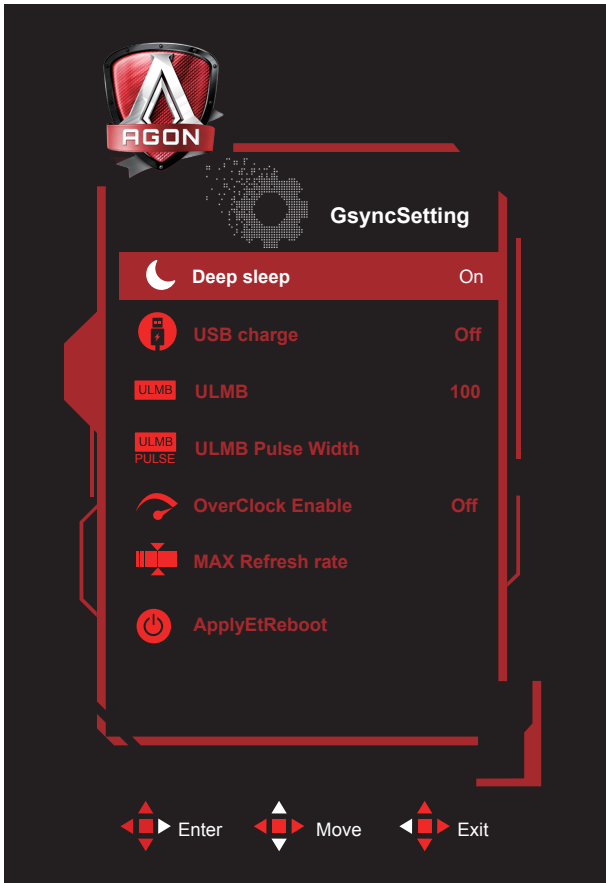 AGON
GsyncSetting
Deep sleep On
USB charge Off
ULMB ULMB 100
ULMB
PULSE ULMB Pulse Width
OverClock Enable Off
MAX Refresh rate
ApplyEtReboot
Enter Move Exit